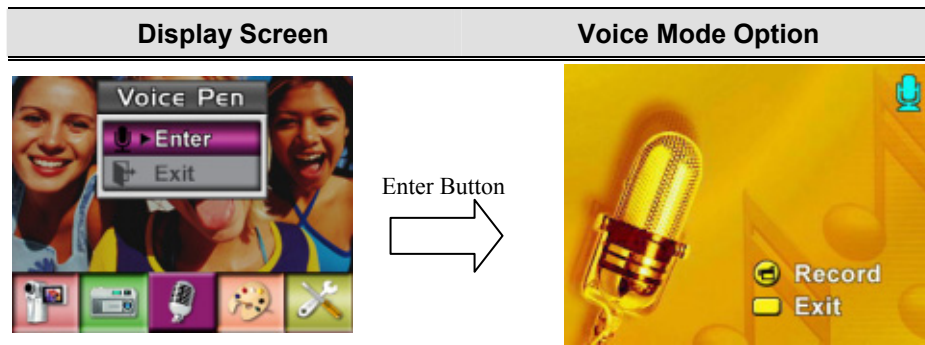 Display Screen
Voice Mode Option
Voice Pen
Enter
Exit
Enter Button
Record
Exit